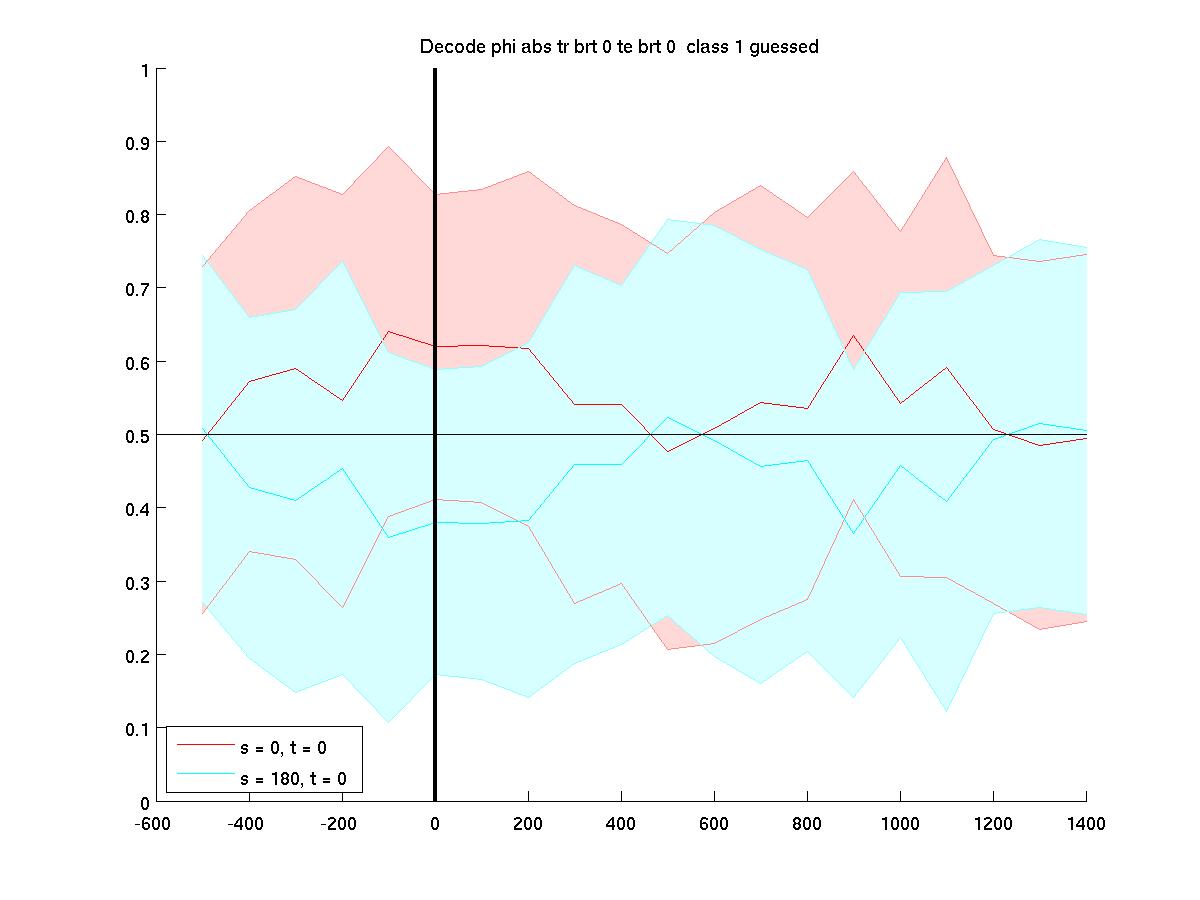 Decode phi abs tr brt 0 te brt 0  class 1 guessed
1
0.9
0.8
0.7
0.6
0.5
0.4
0.3
0.2
0.1
0
s = 0, t = 0
s = 180, t = 0
-600 -400 -200 0 200 400 600 800 1000 1200 1400